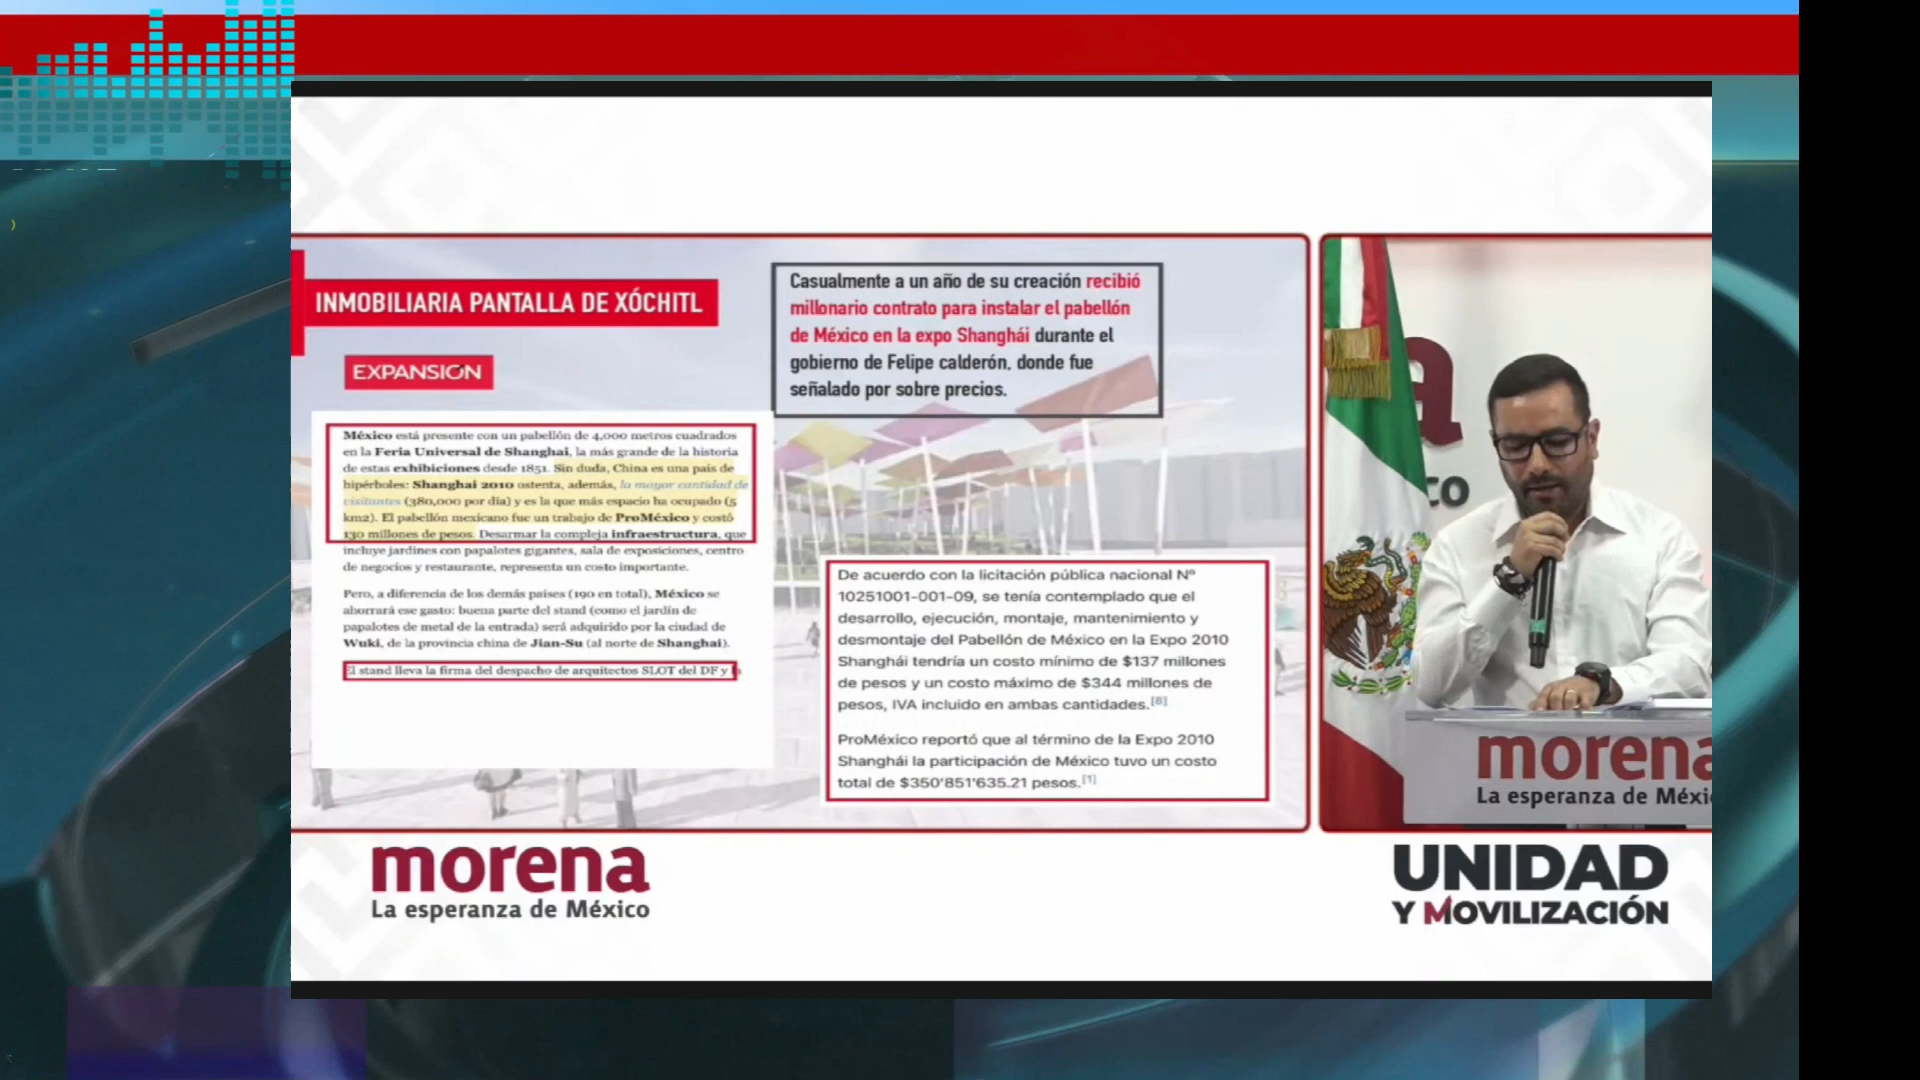 INMOBILIARIA PANTALLA DE XÓCHITL
EXPANSIÓN
México está presente con un pabellón de 4,000 metros cuadrados
en la Feria Universal de Shanghai, la más grande de la historia
de estas exhibiciones desde 1851. Sin duda, China es una país de
hipérboles: Shanghai 2010 ostenta, además, la mayor cantidad de
visitantes (380,000 por día) y es la que más espacio ha ocupado (5
km2). El pabellón mexicano fue un trabajo de ProMéxico y costó
130 millones de pesos. Desarmar la compleja infraestructura, que
incluye jardines con papalotes gigantes, sala de exposiciones, centro
de negocios y restaurante, representa un costo importante.
Pero, a diferencia de los demás países (190 en total), México se
ahorrará ese gasto: buena parte del stand (como el jardín de
papalotes de metal de la entrada) será adquirido por la ciudad de
Wuki, de la provincia china de Jian-Su (al norte de Shanghai).
El stand lleva la firma del despacho de arquitectos SLOT del DF y
Casualmente a un año de su creación recibió
millonario contrato para instalar el pabellón
de México en la expo Shanghái durante el
gobierno de Felipe calderón, donde fue
señalado por sobre precios.
De acuerdo con la licitación pública nacional Nº
10251001-001-09, se tenía contemplado que el
desarrollo, ejecución, montaje, mantenimiento y
desmontaje del Pabellón de México en la Expo 2010
Shanghái tendría un costo mínimo de $137 millones
de pesos y un costo máximo de $344 millones de
pesos, IVA incluido en ambas cantidades.[8]
ProMéxico reportó que al término de la Expo 2010
Shanghái la participación de México tuvo un costo
total de $350'851'635.21 pesos.[1]
a
co
morena
La esperanza de Méxi
morena
La esperanza de México
UNIDAD
Y MOVILIZACIÓN